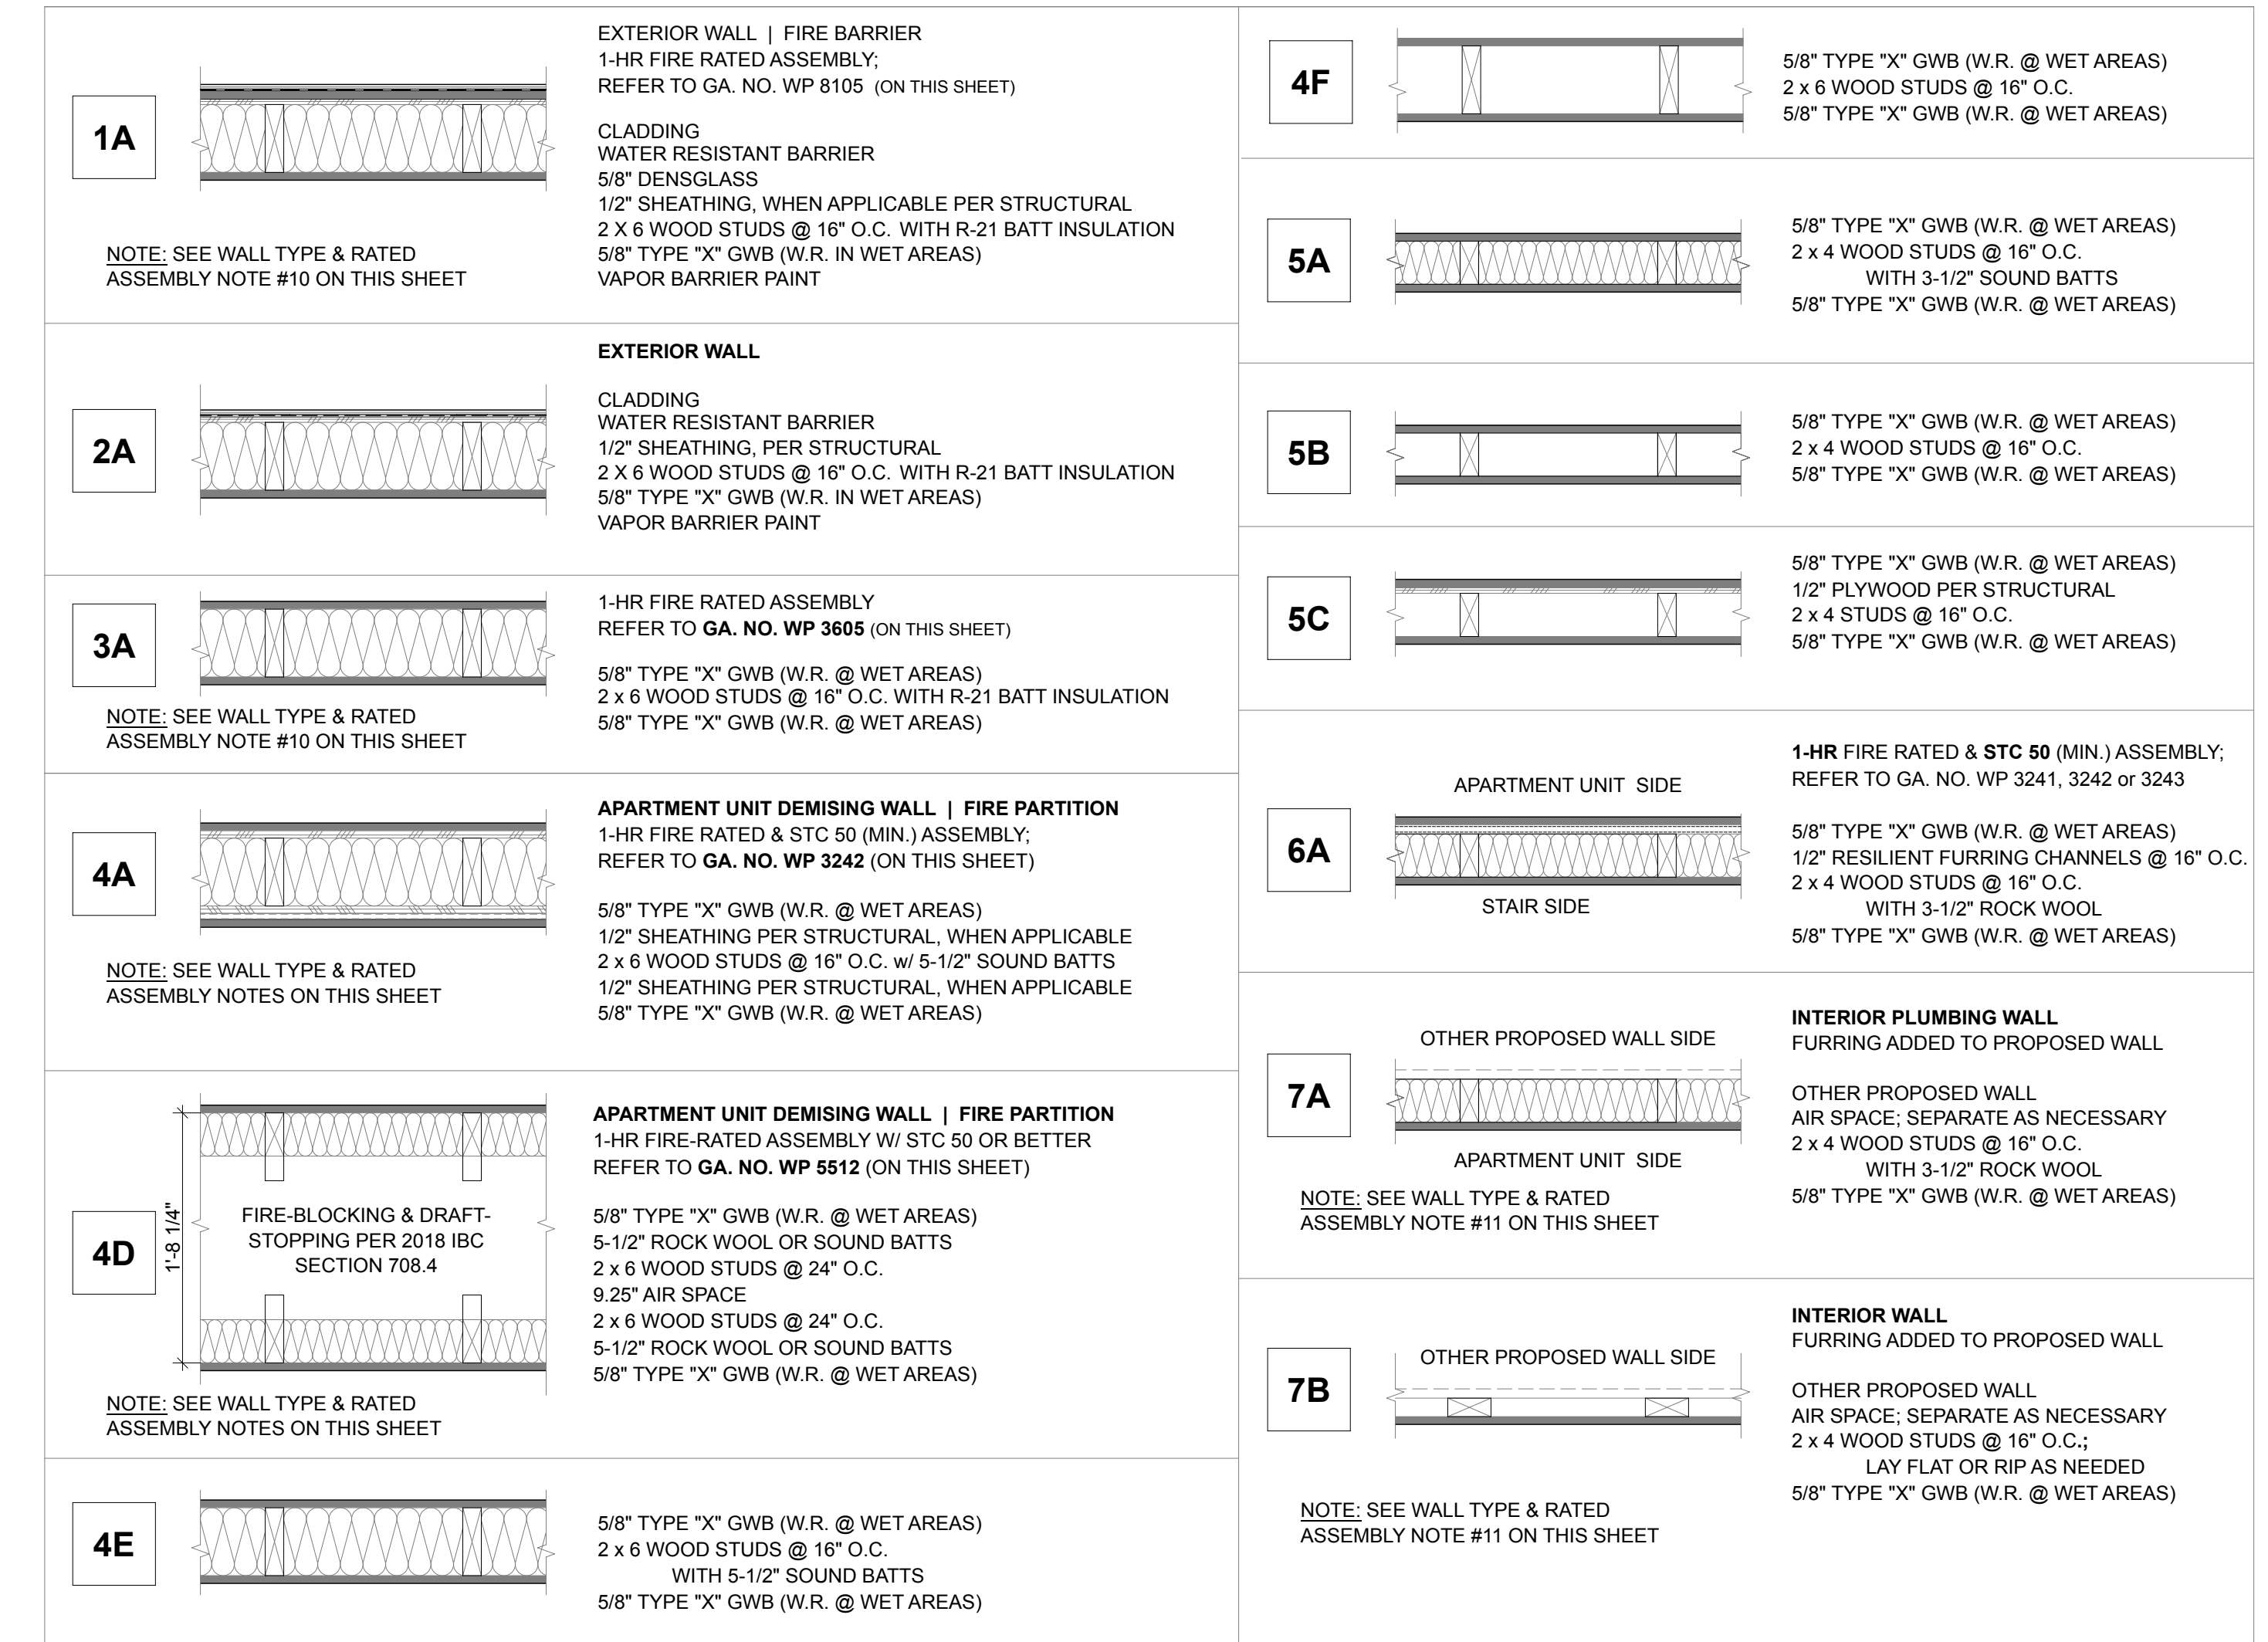 1A
EXTERIOR WALL | FIRE BARRIER
1-HR FIRE RATED ASSEMBLY;
REFER TO GA. NO. WP 8105 (ON THIS SHEET)
CLADDING
WATER RESISTANT BARRIER
5/8" DENSGLASS
1/2" SHEATHING, WHEN APPLICABLE PER STRUCTURAL
2 X 6 WOOD STUDS @ 16" O.C. WITH R-21 BATT INSULATION
5/8" TYPE "X" GWB (W.R. IN WET AREAS)
VAPOR BARRIER PAINT
NOTE: SEE WALL TYPE & RATED
ASSEMBLY NOTE #10 ON THIS SHEET
2A
EXTERIOR WALL
CLADDING
WATER RESISTANT BARRIER
1/2" SHEATHING, PER STRUCTURAL
2 X 6 WOOD STUDS @ 16" O.C. WITH R-21 BATT INSULATION
5/8" TYPE "X" GWB (W.R. IN WET AREAS)
VAPOR BARRIER PAINT
3A
1-HR FIRE RATED ASSEMBLY
REFER TO GA. NO. WP 3605 (ON THIS SHEET)
5/8" TYPE "X" GWB (W.R. @ WET AREAS)
2 x 6 WOOD STUDS @ 16" O.C. WITH R-21 BATT INSULATION
5/8" TYPE "X" GWB (W.R. @ WET AREAS)
NOTE: SEE WALL TYPE & RATED
ASSEMBLY NOTE #10 ON THIS SHEET
4A
APARTMENT UNIT DEMISING WALL | FIRE PARTITION
1-HR FIRE RATED & STC 50 (MIN.) ASSEMBLY;
REFER TO GA. NO. WP 3242 (ON THIS SHEET)
5/8" TYPE "X" GWB (W.R. @ WET AREAS)
1/2" SHEATHING PER STRUCTURAL, WHEN APPLICABLE
2 x 6 WOOD STUDS @ 16" O.C. w/ 5-1/2" SOUND BATTS
1/2" SHEATHING PER STRUCTURAL, WHEN APPLICABLE
5/8" TYPE "X" GWB (W.R. @ WET AREAS)
NOTE: SEE WALL TYPE & RATED
ASSEMBLY NOTES ON THIS SHEET
4D
1'-8 1/4"
FIRE-BLOCKING & DRAFT-
STOPPING PER 2018 IBC
SECTION 708.4
APARTMENT UNIT DEMISING WALL | FIRE PARTITION
1-HR FIRE-RATED ASSEMBLY W/ STC 50 OR BETTER
REFER TO GA. NO. WP 5512 (ON THIS SHEET)
5/8" TYPE "X" GWB (W.R. @ WET AREAS)
5-1/2" ROCK WOOL OR SOUND BATTS
2 x 6 WOOD STUDS @ 24" O.C.
9.25" AIR SPACE
2 x 6 WOOD STUDS @ 24" O.C.
5-1/2" ROCK WOOL OR SOUND BATTS
5/8" TYPE "X" GWB (W.R. @ WET AREAS)
NOTE: SEE WALL TYPE & RATED
ASSEMBLY NOTES ON THIS SHEET
4E
5/8" TYPE "X" GWB (W.R. @ WET AREAS)
2 x 6 WOOD STUDS @ 16" O.C.
WITH 5-1/2" SOUND BATTS
5/8" TYPE "X" GWB (W.R. @ WET AREAS)
4F
5/8" TYPE "X" GWB (W.R. @ WET AREAS)
2 x 6 WOOD STUDS @ 16" O.C.
5/8" TYPE "X" GWB (W.R. @ WET AREAS)
5A
5/8" TYPE "X" GWB (W.R. @ WET AREAS)
2 x 4 WOOD STUDS @ 16" O.C.
WITH 3-1/2" SOUND BATTS
5/8" TYPE "X" GWB (W.R. @ WET AREAS)
5B
5/8" TYPE "X" GWB (W.R. @ WET AREAS)
2 x 4 WOOD STUDS @ 16" O.C.
5/8" TYPE "X" GWB (W.R. @ WET AREAS)
5C
5/8" TYPE "X" GWB (W.R. @ WET AREAS)
1/2" PLYWOOD PER STRUCTURAL
2 x 4 STUDS @ 16" O.C.
5/8" TYPE "X" GWB (W.R. @ WET AREAS)
6A
APARTMENT UNIT SIDE
STAIR SIDE
1-HR FIRE RATED & STC 50 (MIN.) ASSEMBLY;
REFER TO GA. NO. WP 3241, 3242 or 3243
5/8" TYPE "X" GWB (W.R. @ WET AREAS)
1/2" RESILIENT FURRING CHANNELS @ 16" O.C.
2 x 4 WOOD STUDS @ 16" O.C.
WITH 3-1/2" ROCK WOOL
5/8" TYPE "X" GWB (W.R. @ WET AREAS)
7A
OTHER PROPOSED WALL SIDE
APARTMENT UNIT SIDE
INTERIOR PLUMBING WALL
FURRING ADDED TO PROPOSED WALL
OTHER PROPOSED WALL
AIR SPACE; SEPARATE AS NECESSARY
2 x 4 WOOD STUDS @ 16" O.C.
WITH 3-1/2" ROCK WOOL
5/8" TYPE "X" GWB (W.R. @ WET AREAS)
NOTE: SEE WALL TYPE & RATED
ASSEMBLY NOTE #11 ON THIS SHEET
7B
OTHER PROPOSED WALL SIDE
INTERIOR WALL
FURRING ADDED TO PROPOSED WALL
OTHER PROPOSED WALL
AIR SPACE; SEPARATE AS NECESSARY
2 x 4 WOOD STUDS @ 16" O.C.;
LAY FLAT OR RIP AS NEEDED
5/8" TYPE "X" GWB (W.R. @ WET AREAS)
NOTE: SEE WALL TYPE & RATED
ASSEMBLY NOTE #11 ON THIS SHEET